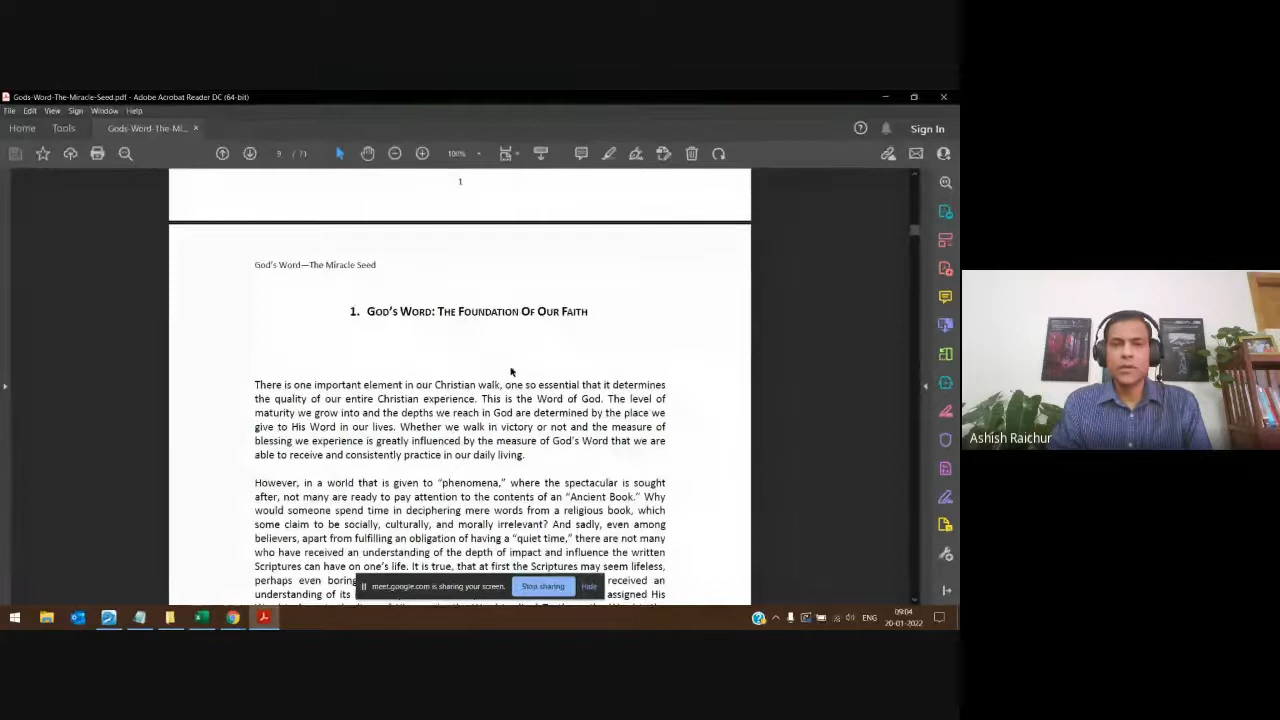 Gods-Word-The-Miracle-Seed.pdf - Adobe Acrobat Reader DC (64-bit)
File Edit View Sign Window Help
Home Tools Gods-Word-The-Mi... ×
Sign In
9 / 71
100%
1
God's Word—The Miracle Seed
1. GOD'S WORD: THE FOUNDATION OF OUR FAITH
There is one important element in our Christian walk, one so essential that it determines
the quality of our entire Christian experience. This is the Word of God. The level of
maturity we grow into and the depths we reach in God are determined by the place we
give to His Word in our lives. Whether we walk in victory or not and the measure of
blessing we experience is greatly influenced by the measure of God's Word that we are
able to receive and consistently practice in our daily living.
However, in a world that is given to “phenomena,” where the spectacular is sought
after, not many are ready to pay attention to the contents of an “Ancient Book.” Why
would someone spend time in deciphering mere words from a religious book, which
some claim to be socially, culturally, and morally irrelevant? And sadly, even among
believers, apart from fulfilling an obligation of having a “quiet time,” there are not many
who have received an understanding of the depth of impact and influence the written
Scriptures can have on one's life. It is true, that at first the Scriptures may seem lifeless,
perhaps even boring received an
understanding of its assigned His
meet.google.com is sharing your screen. Stop sharing Hide
Ashish Raichur
ENG
09:04
20-01-2022